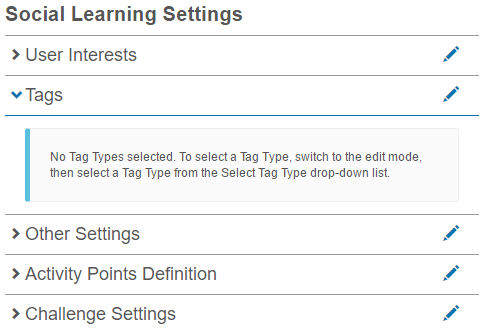 Social Learning Settings
User Interests
Tags
No Tag Types selected. To select a Tag Type, switch to the edit mode,
then select a Tag Type from the Select Tag Type drop-down list.
Other Settings
Activity Points Definition
Challenge Settings